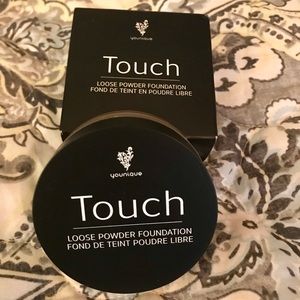 younique
Touch
LOOSE POWDER FOUNDATION
FOND DE TEINT EN POUDRE LIBRE
younique
Touch
LOOSE POWDER FOUNDATION
FOND DE TEINT POUDRE LIBRE